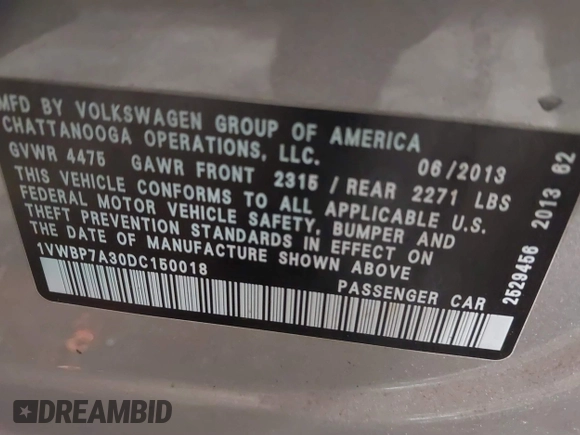 MFD BY VOLKSWAGEN GROUP OF AMERICA
CHATTANOOGA OPERATIONS, LLC.
GVWR 4475 GAWR FRONT 2315 / REAR 2271 LBS
06/2013
THIS VEHICLE CONFORMS TO ALL APPLICABLE U.S.
FEDERAL MOTOR VEHICLE SAFETY, BUMPER AND
THEFT PREVENTION STANDARDS IN EFFECT ON
THE DATE OF MANUFACTURE SHOWN ABOVE
1VWBP7A30DC150018
PASSENGER CAR
2529456 2013 62
DREAMBID